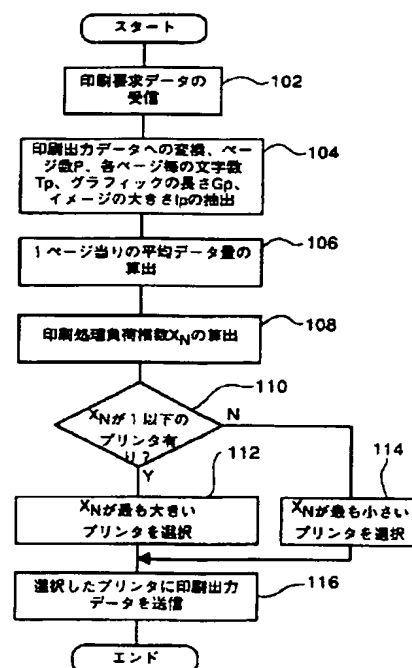 スタート
印刷要求データの
受信
102
印刷出力データへの変換、ペー
ジ数P、各ページ毎の文字数
Tp、グラフィックの長さGp、
イメージの大きさIpの抽出
104
1ページ当りの平均データ量の
算出
106
印刷処理負荷指数XNの算出
108
XNが1以下の
プリンタ有
り?
110
N
Y
XNが最も大きい
プリンタを選択
112
XNが最も小さい
プリンタを選択
114
選択したプリンタに印刷出力
データを送信
116
エンド